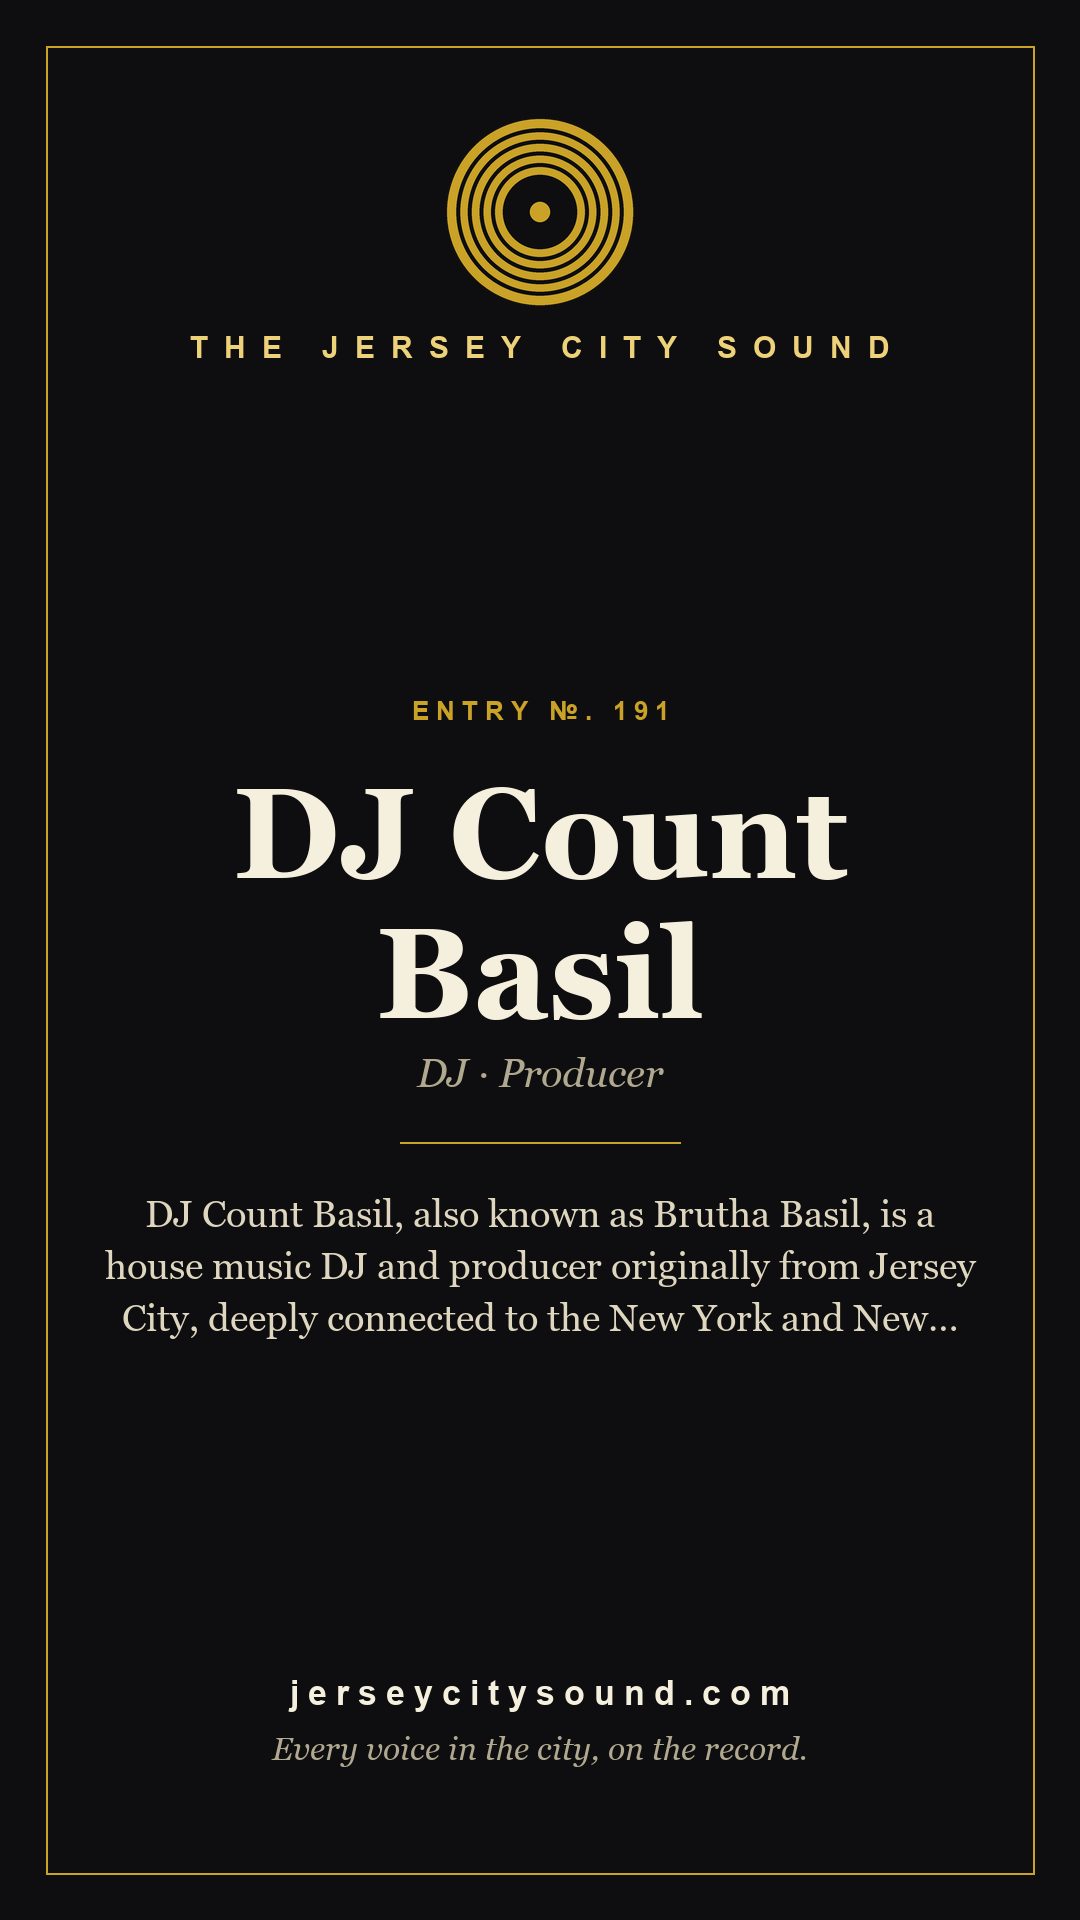 THE JERSEY CITY SOUND
ENTRY №. 191
DJ Count
Basil
DJ · Producer
DJ Count Basil, also known as Brutha Basil, is a
house music DJ and producer originally from Jersey
City, deeply connected to the New York and New...
jerseycitysound.com
Every voice in the city, on the record.